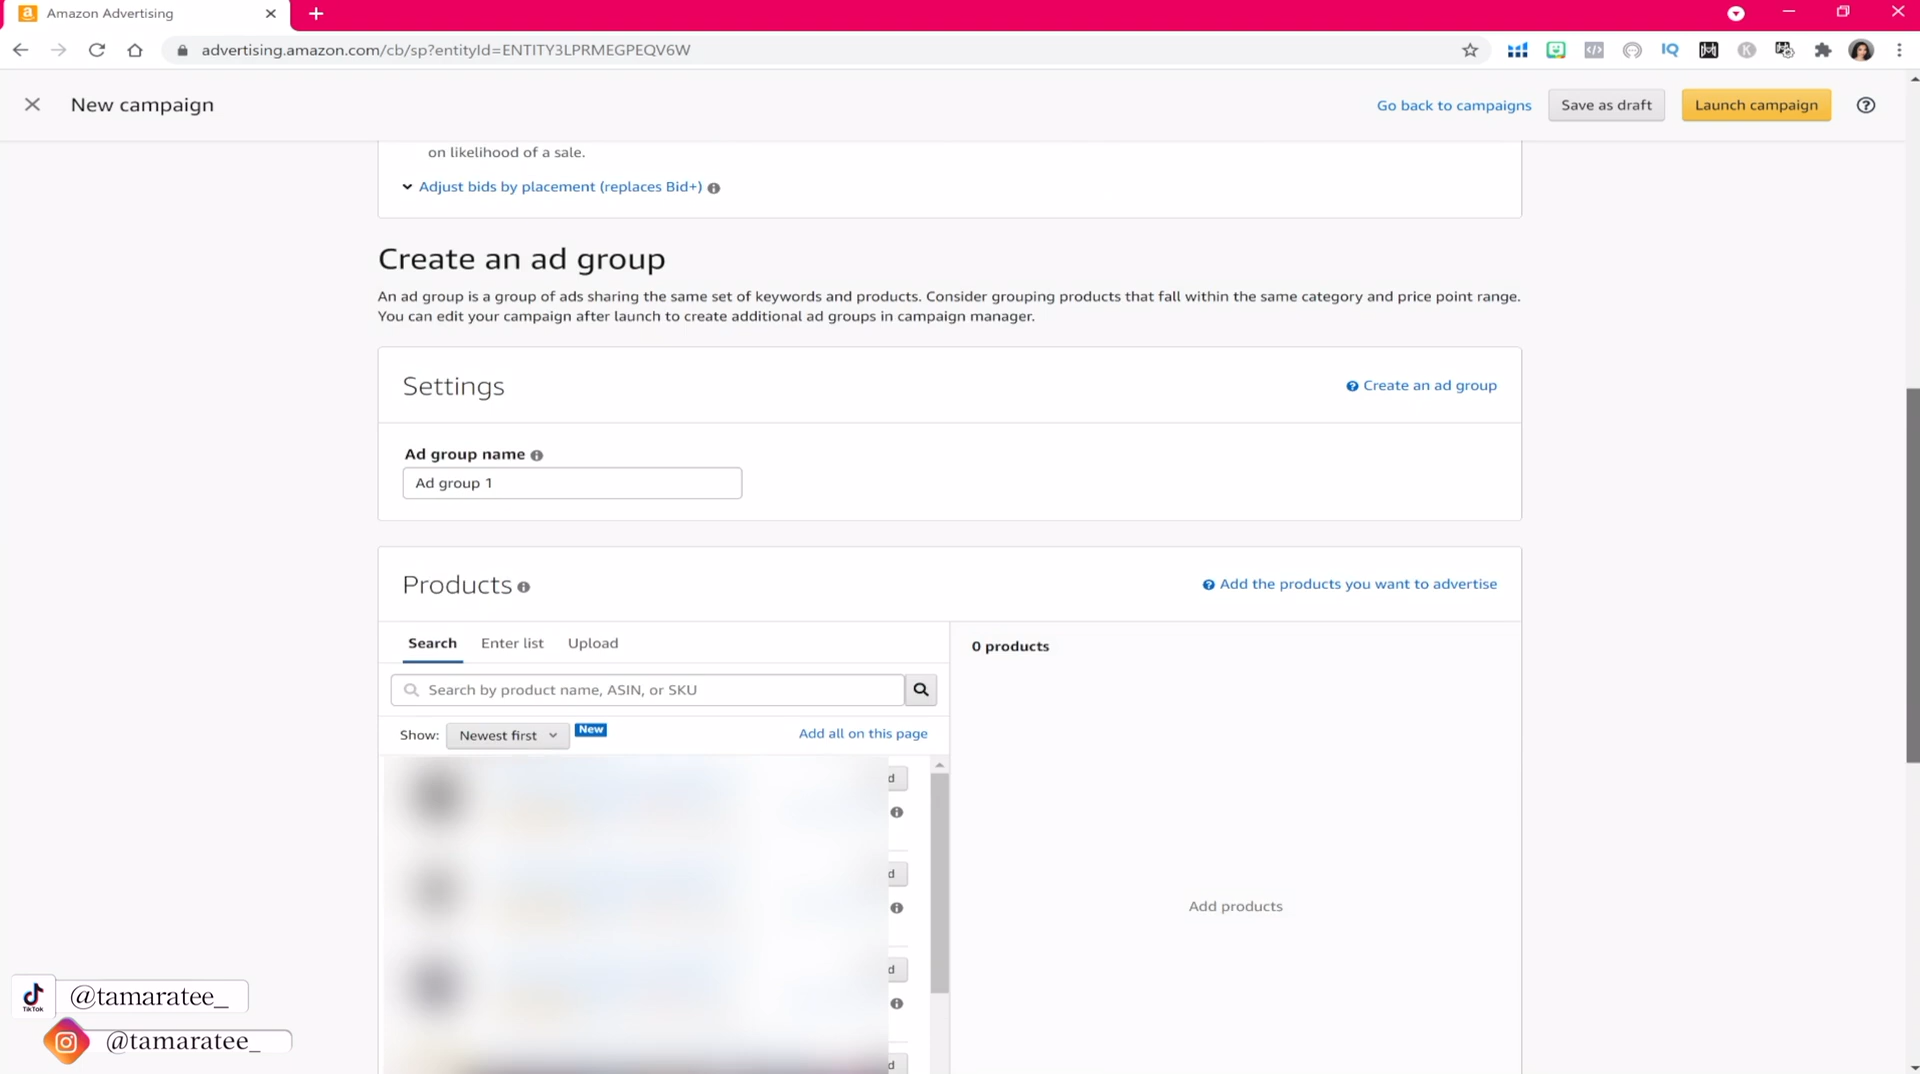 Amazon Advertising
advertising.amazon.com/cb/sp?entityId=ENTITY3LPRMEGPEQV6W
IQ
K
New campaign
Go back to campaigns
Save as draft
Launch campaign
on likelihood of a sale.
Adjust bids by placement (replaces Bid+)
Create an ad group
An ad group is a group of ads sharing the same set of keywords and products. Consider grouping products that fall within the same category and price point range.
You can edit your campaign after launch to create additional ad groups in campaign manager.
Settings
Create an ad group
Ad group name
Ad group 1
Products
Add the products you want to advertise
Search
Enter list
Upload
0 products
Search by product name, ASIN, or SKU
Show:
Newest first
New
Add all on this page
d
d
Add products
d
d
TikTok
@tamaratee_
@tamaratee_